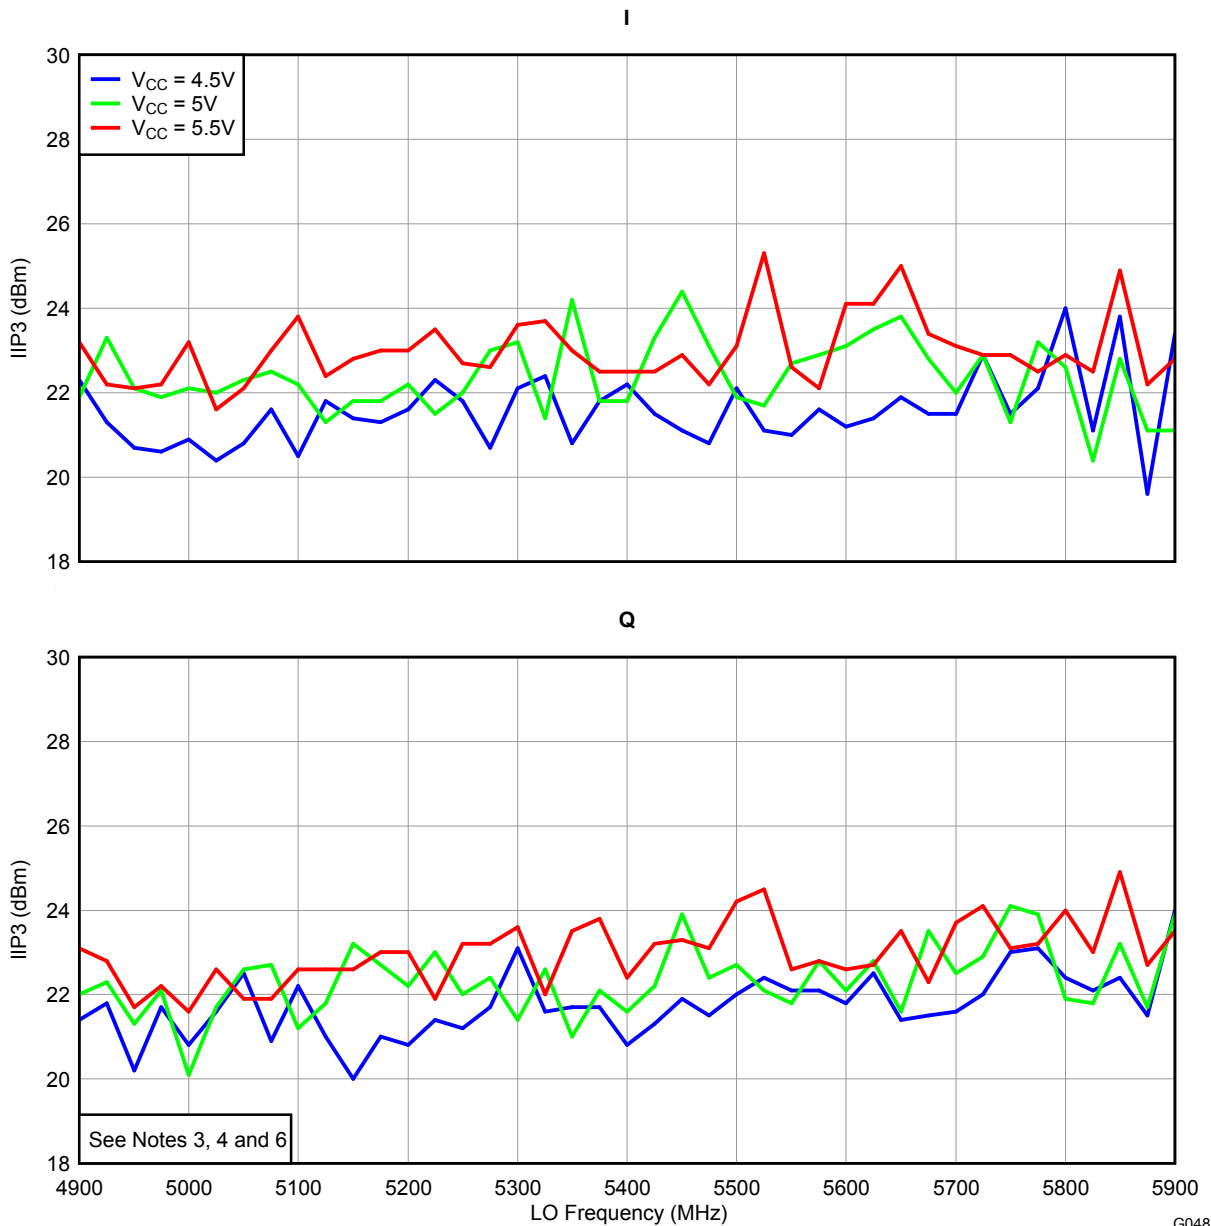 I
30
28
26
24
22
20
18
IIP3 (dBm)
VCC = 4.5V
VCC = 5V
VCC = 5.5V
Q
30
28
26
24
22
20
18
IIP3 (dBm)
See Notes 3, 4 and 6
4900 5000 5100 5200 5300 5400 5500 5600 5700 5800 5900
LO Frequency (MHz)
G048